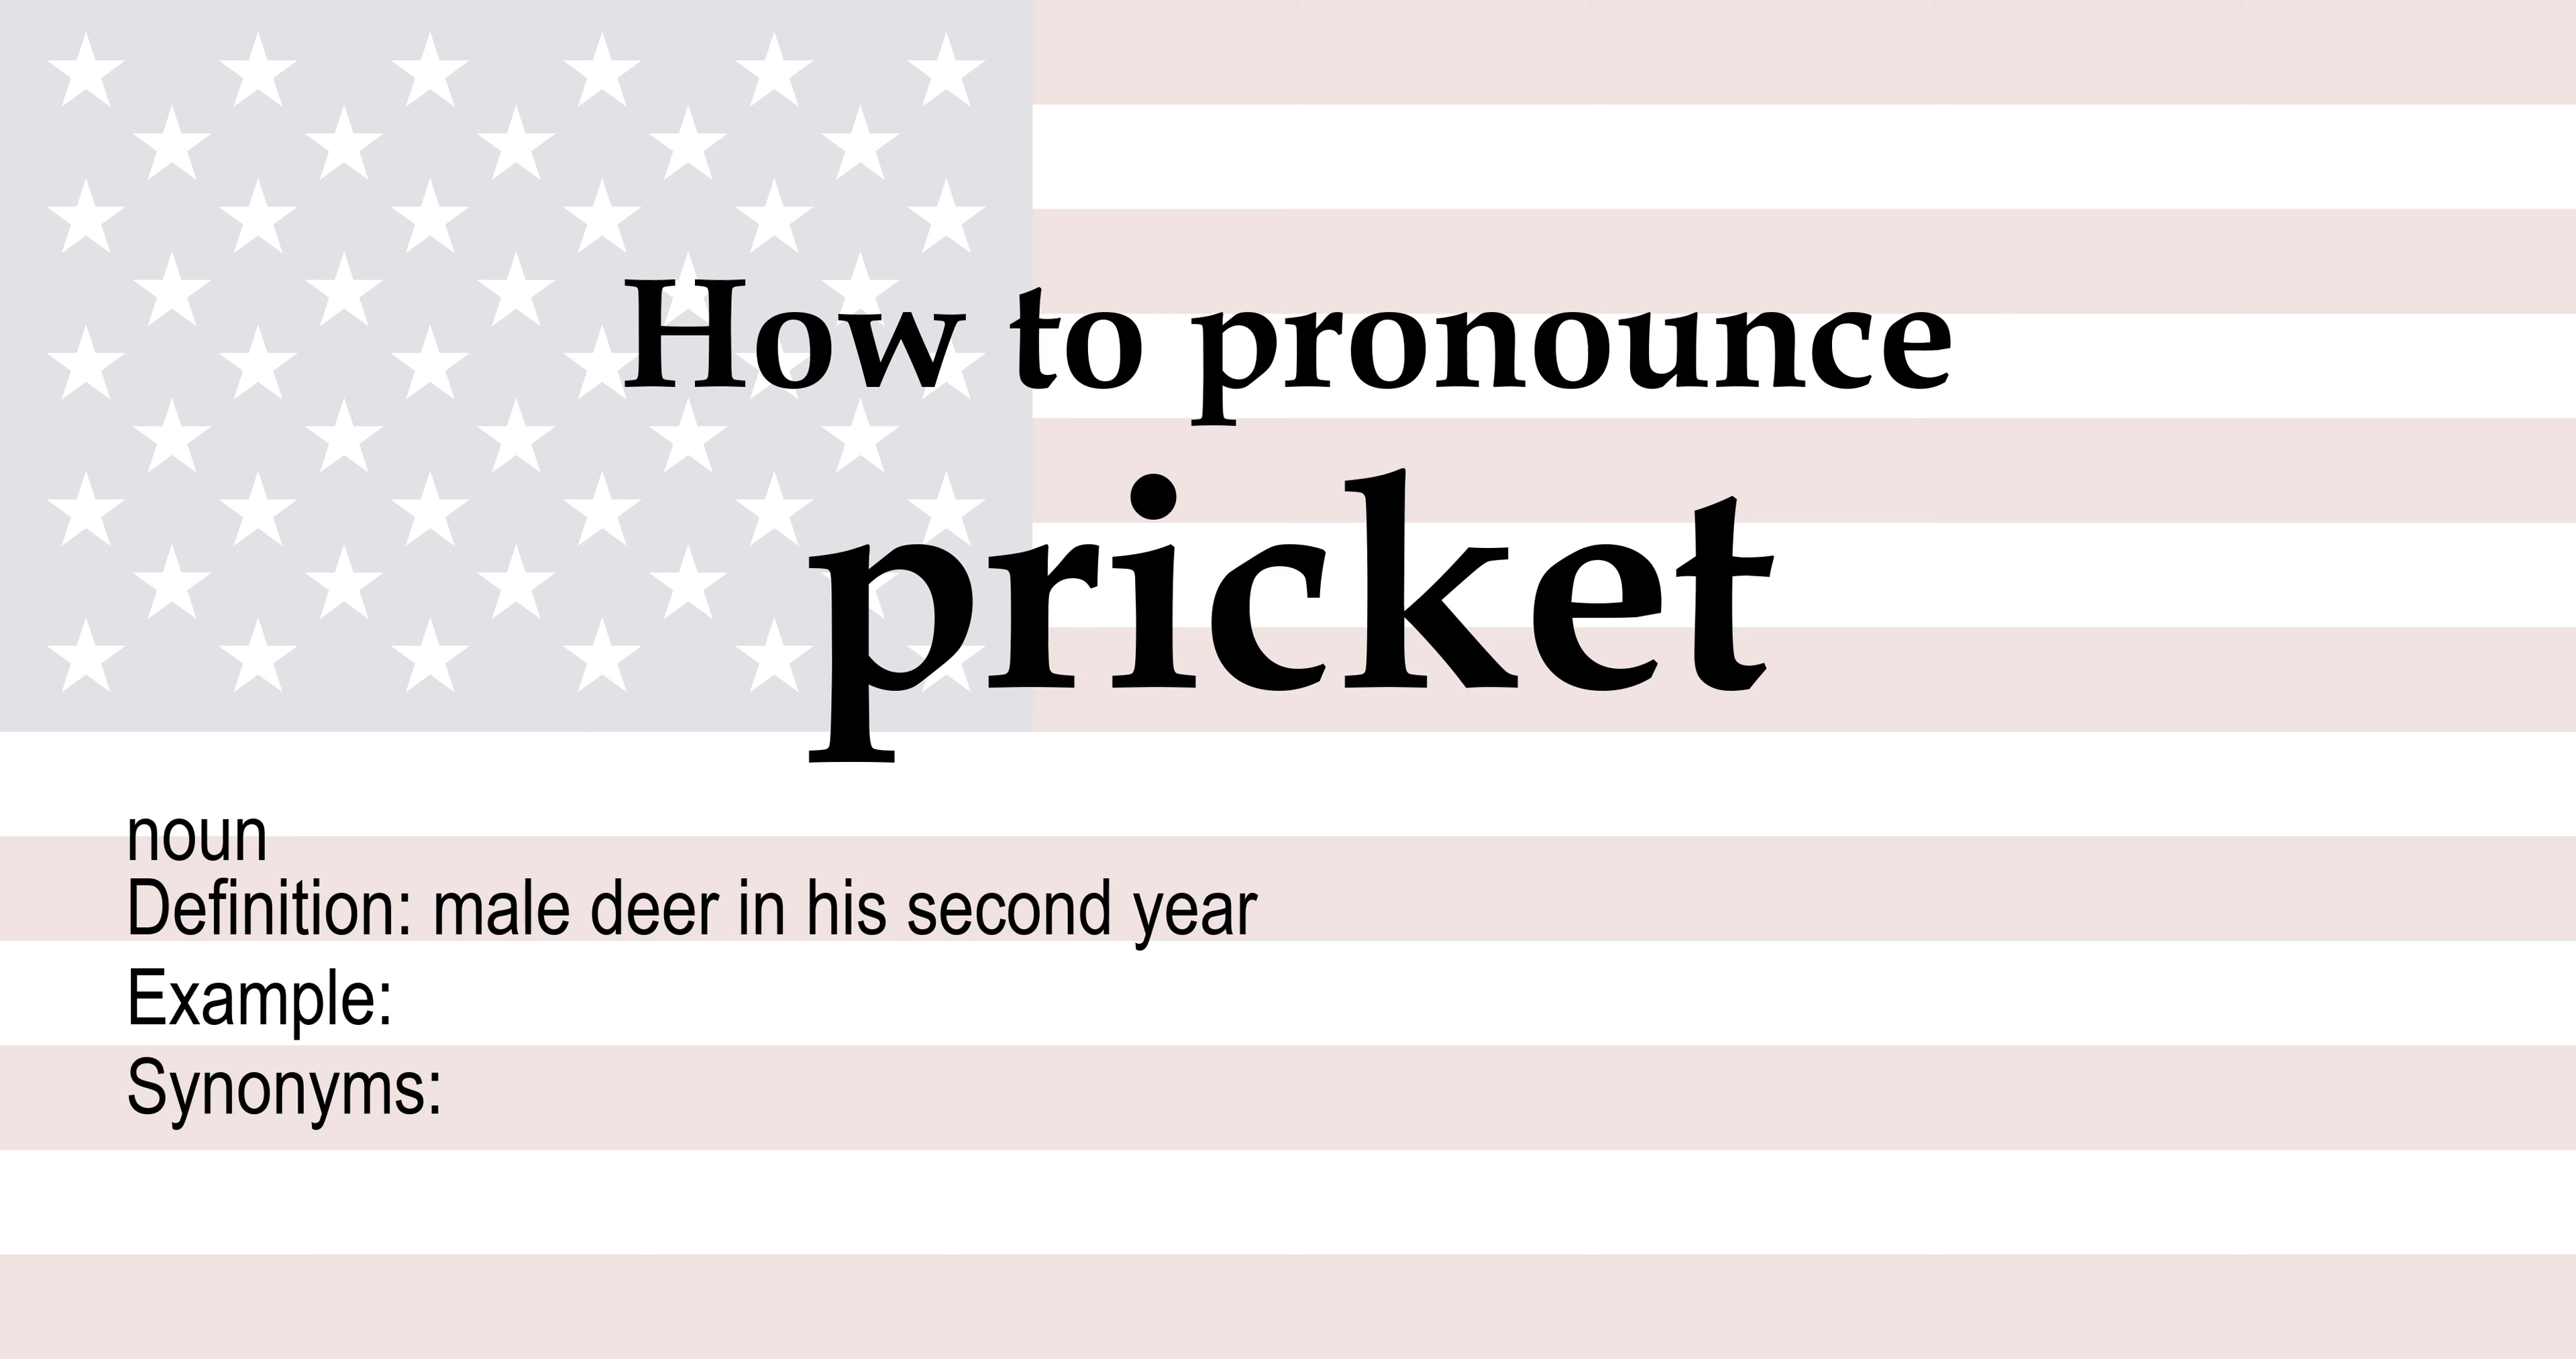 How to pronounce
pricket
noun
Definition: male deer in his second year
Example:
Synonyms: